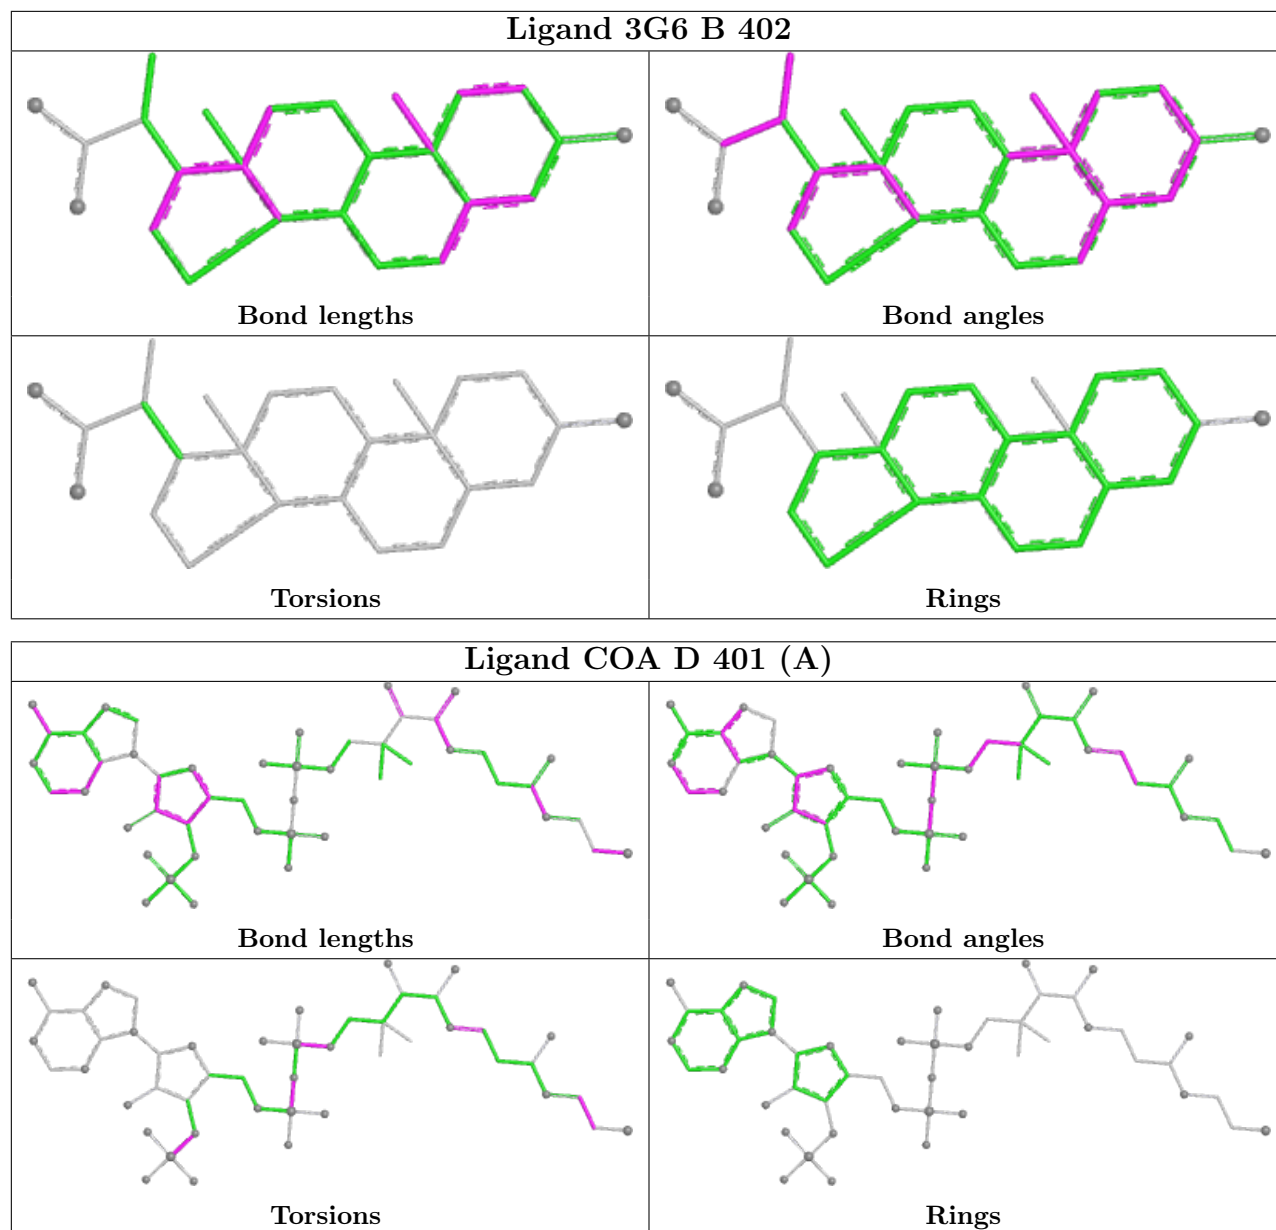 Ligand 3G6 B 402
Bond lengths
Bond angles
Torsions
Rings
Ligand COA D 401 (A)
Bond lengths
Bond angles
Torsions
Rings